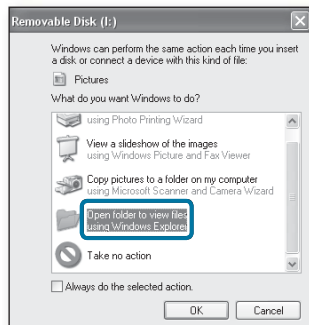 Removable Disk (I:)
Windows can perform the same action each time you insert
a disk or connect a device with this kind of file:
Pictures
What do you want Windows to do?
using Photo Printing Wizard
View a slideshow of the images
using Windows Picture and Fax Viewer
Copy pictures to a folder on my computer
using Microsoft Scanner and Camera Wizard
Open folder to view files
using Windows Explorer
Take no action
Always do the selected action.
OK
Cancel